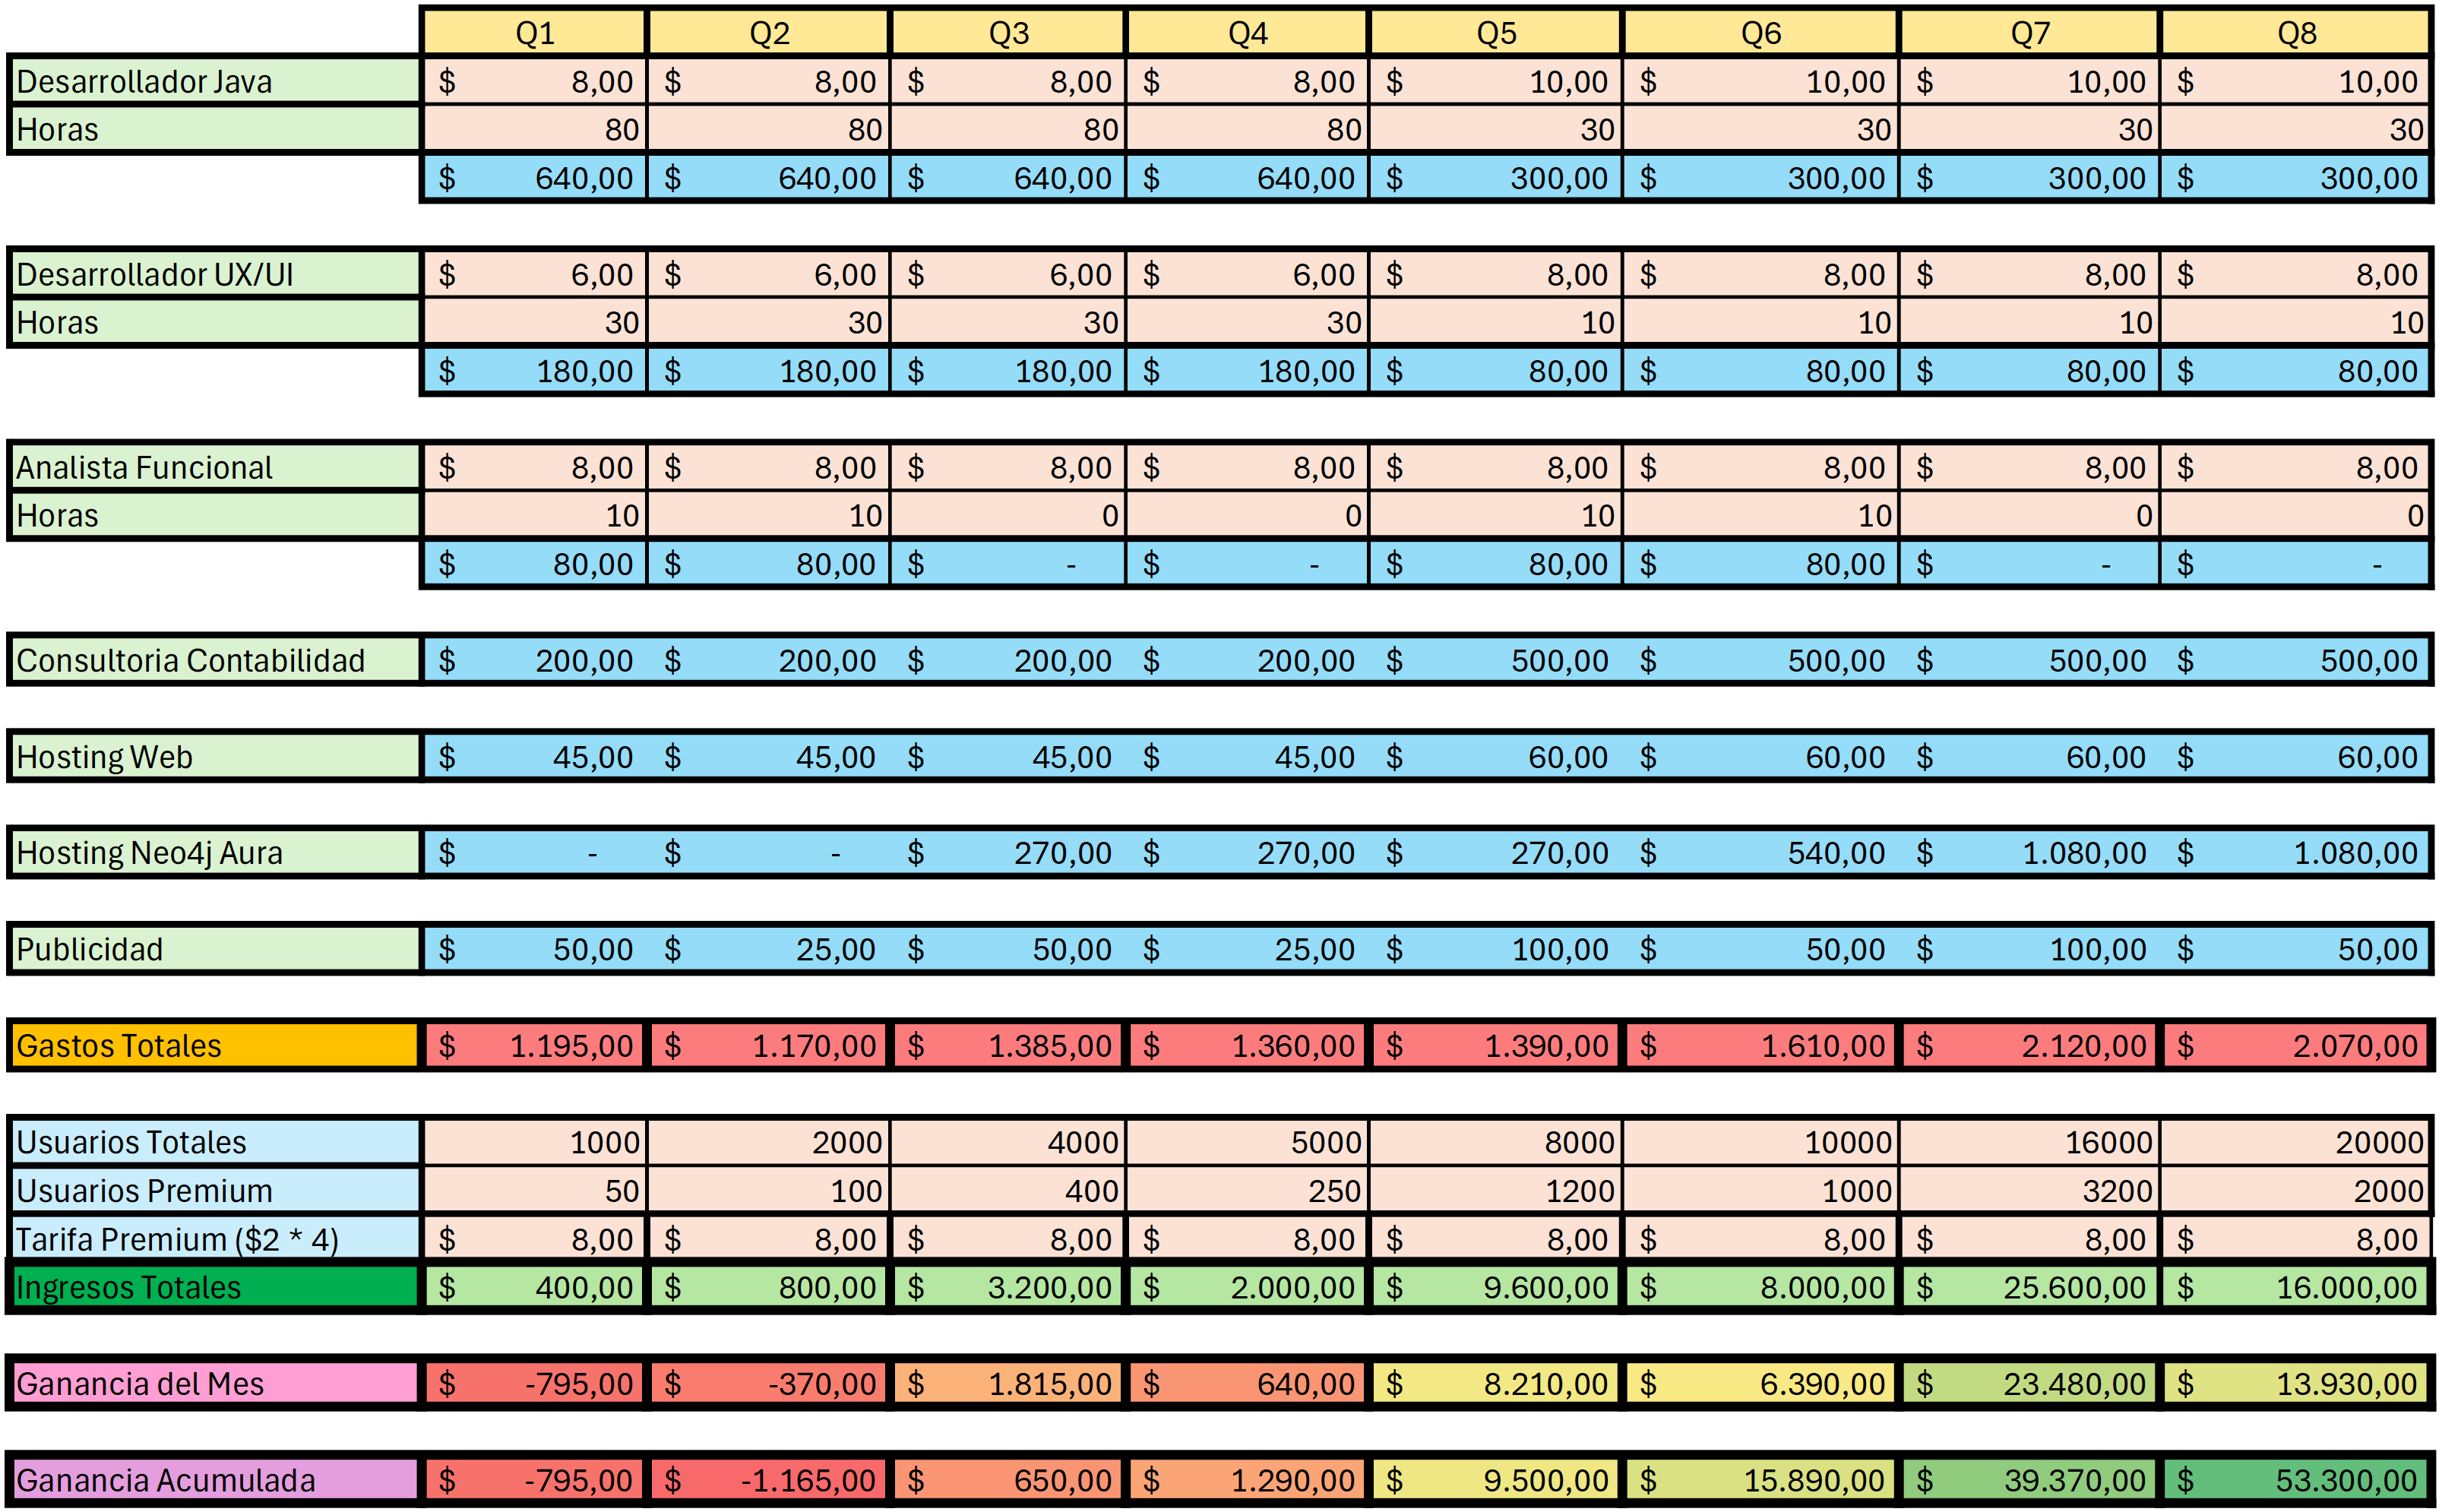 Q1 Q2 Q3 Q4 Q5 Q6 Q7 Q8
Desarrollador Java $ 8,00 $ 8,00 $ 8,00 $ 8,00 $ 10,00 $ 10,00 $ 10,00 $ 10,00
Horas 80 80 80 80 30 30 30 30
$ 640,00 $ 640,00 $ 640,00 $ 640,00 $ 300,00 $ 300,00 $ 300,00 $ 300,00
Desarrollador UX/UI $ 6,00 $ 6,00 $ 6,00 $ 6,00 $ 8,00 $ 8,00 $ 8,00 $ 8,00
Horas 30 30 30 30 10 10 10 10
$ 180,00 $ 180,00 $ 180,00 $ 180,00 $ 80,00 $ 80,00 $ 80,00 $ 80,00
Analista Funcional $ 8,00 $ 8,00 $ 8,00 $ 8,00 $ 8,00 $ 8,00 $ 8,00 $ 8,00
Horas 10 10 0 0 10 10 0 0
$ 80,00 $ 80,00 $ - $ - $ 80,00 $ 80,00 $ - $ -
Consultoria Contabilidad $ 200,00 $ 200,00 $ 200,00 $ 200,00 $ 500,00 $ 500,00 $ 500,00 $ 500,00
Hosting Web $ 45,00 $ 45,00 $ 45,00 $ 45,00 $ 60,00 $ 60,00 $ 60,00 $ 60,00
Hosting Neo4j Aura $ - $ - $ 270,00 $ 270,00 $ 270,00 $ 540,00 $ 1.080,00 $ 1.080,00
Publicidad $ 50,00 $ 25,00 $ 50,00 $ 25,00 $ 100,00 $ 50,00 $ 100,00 $ 50,00
Gastos Totales $ 1.195,00 $ 1.170,00 $ 1.385,00 $ 1.360,00 $ 1.390,00 $ 1.610,00 $ 2.120,00 $ 2.070,00
Usuarios Totales 1000 2000 4000 5000 8000 10000 16000 20000
Usuarios Premium 50 100 400 250 1200 1000 3200 2000
Tarifa Premium ($2 * 4) $ 8,00 $ 8,00 $ 8,00 $ 8,00 $ 8,00 $ 8,00 $ 8,00 $ 8,00
Ingresos Totales $ 400,00 $ 800,00 $ 3.200,00 $ 2.000,00 $ 9.600,00 $ 8.000,00 $ 25.600,00 $ 16.000,00
Ganancia del Mes $ -795,00 $ -370,00 $ 1.815,00 $ 640,00 $ 8.210,00 $ 6.390,00 $ 23.480,00 $ 13.930,00
Ganancia Acumulada $ -795,00 $ -1.165,00 $ 650,00 $ 1.290,00 $ 9.500,00 $ 15.890,00 $ 39.370,00 $ 53.300,00